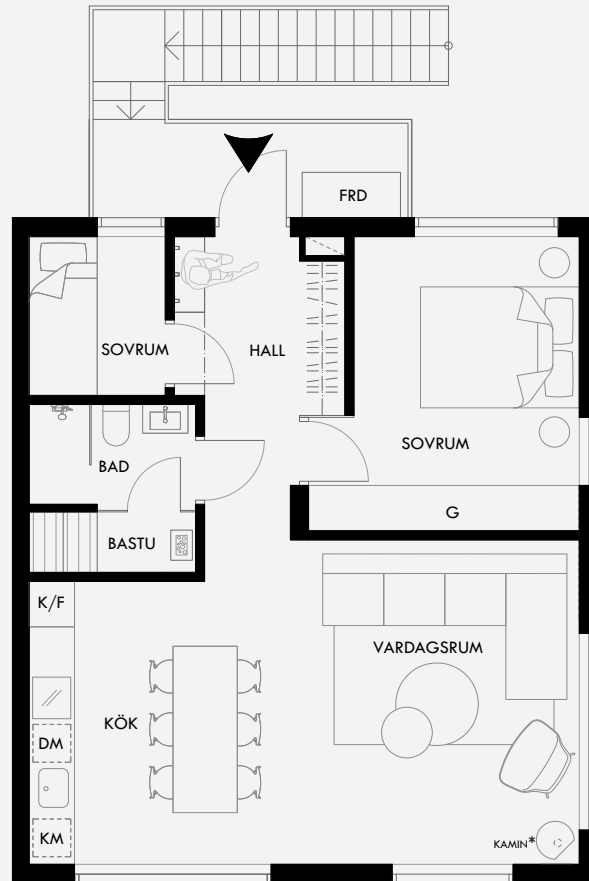 FRD
SOVRUM
HALL
SOVRUM
BAD
G
BASTU
K/F
VARDAGSRUM
KÖK
DM
KM
KAMIN*